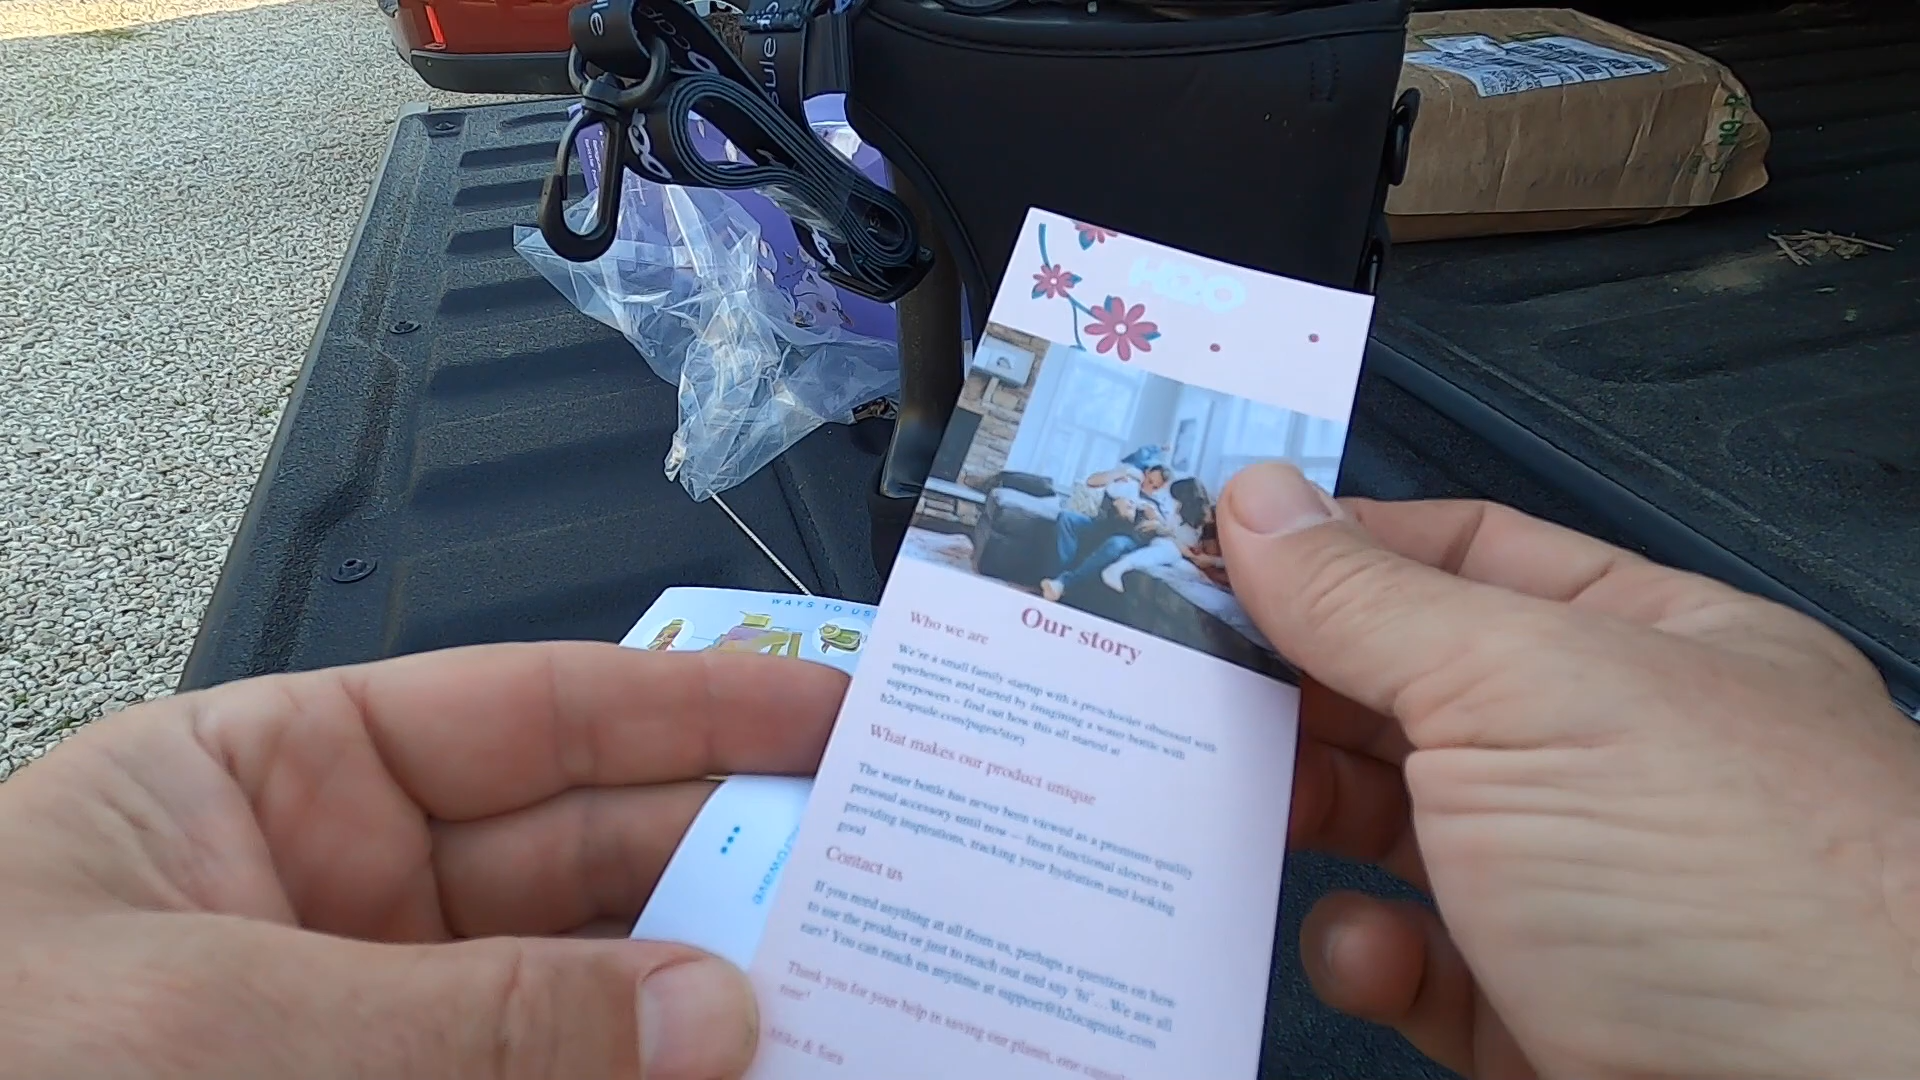 H2O
Our story
Who we are
We're a small family startup with a preschooler obsessed with
superheroes and started by imagining a water bottle with
superpowers – find out how this all started at
h2ocapsule.com/pages/story
What makes our product unique
The water bottle has never been viewed as a premium quality
personal accessory until now — from functional sleeves to
providing inspirations, tracking your hydration and looking
good
Contact us
If you need anything at all from us, perhaps a question on how
to use the product or just to reach out and say 'hi'... We are all
ears! You can reach us anytime at support@h2ocapsule.com
Thank you for your help in saving our planet, one capsule
time!
Mike & Sara
WAYS TO US